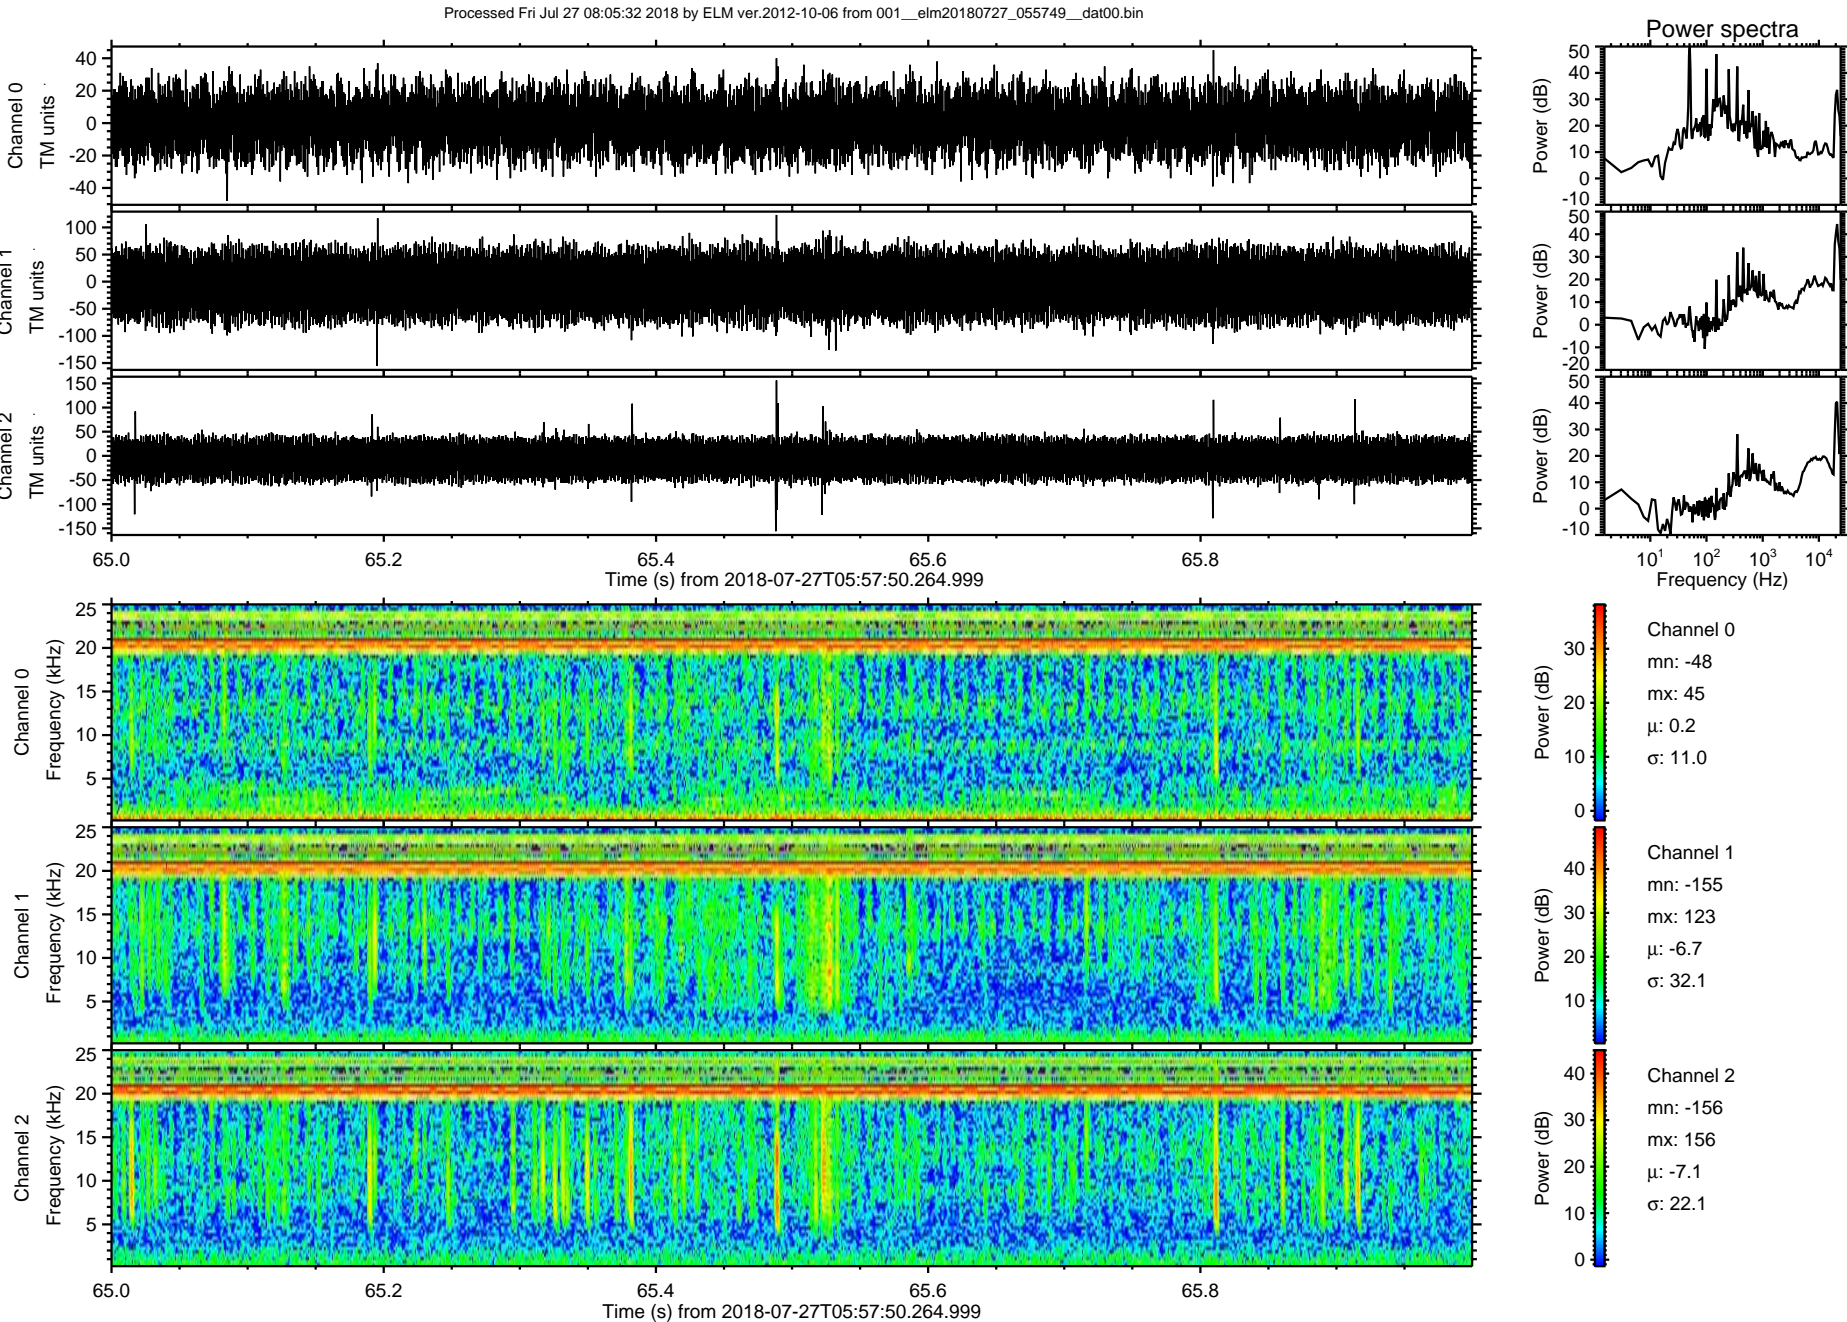 Processed Fri Jul 27 08:05:32 2018 by ELM ver.2012-10-06 from 001__elm20180727_055749__dat00.bin
Power spectra
Channel 0
TM units
40
20
0
-20
-40
Power (dB)
50
40
30
20
10
0
-10
Channel 1
TM units
100
50
0
-50
-100
-150
Power (dB)
50
40
30
20
10
0
-10
-20
Channel 2
TM units
150
100
50
0
-50
-100
-150
Power (dB)
50
40
30
20
10
0
-10
65.0 65.2 65.4 65.6 65.8
Time (s) from 2018-07-27T05:57:50.264.999
10^1 10^2 10^3 10^4
Frequency (Hz)
Channel 0
Frequency (kHz)
25
20
15
10
5
Power (dB)
30
20
10
0
Channel 0
mn: -48
mx: 45
μ: 0.2
σ: 11.0
Channel 1
Frequency (kHz)
25
20
15
10
5
Power (dB)
40
30
20
10
Channel 1
mn: -155
mx: 123
μ: -6.7
σ: 32.1
Channel 2
Frequency (kHz)
25
20
15
10
5
Power (dB)
40
30
20
10
0
Channel 2
mn: -156
mx: 156
μ: -7.1
σ: 22.1
65.0 65.2 65.4 65.6 65.8
Time (s) from 2018-07-27T05:57:50.264.999